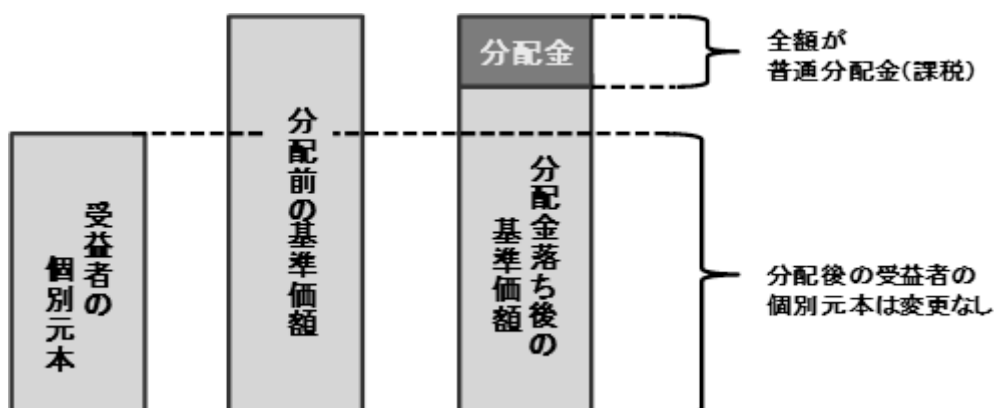 受益者の
個別元本
分配前の基準価額
分配金
分配金落ち後の
基準価額
全額が
普通分配金(課税)
分配後の受益者の
個別元本は変更なし